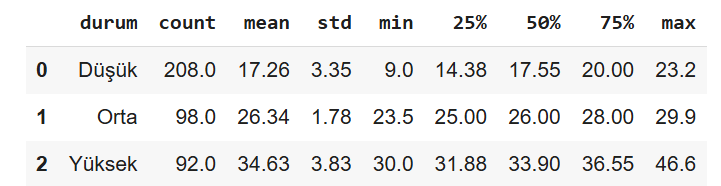 durum count mean std min 25% 50% 75% max
0 Düşük 208.0 17.26 3.35 9.0 14.38 17.55 20.00 23.2
1 Orta 98.0 26.34 1.78 23.5 25.00 26.00 28.00 29.9
2 Yüksek 92.0 34.63 3.83 30.0 31.88 33.90 36.55 46.6